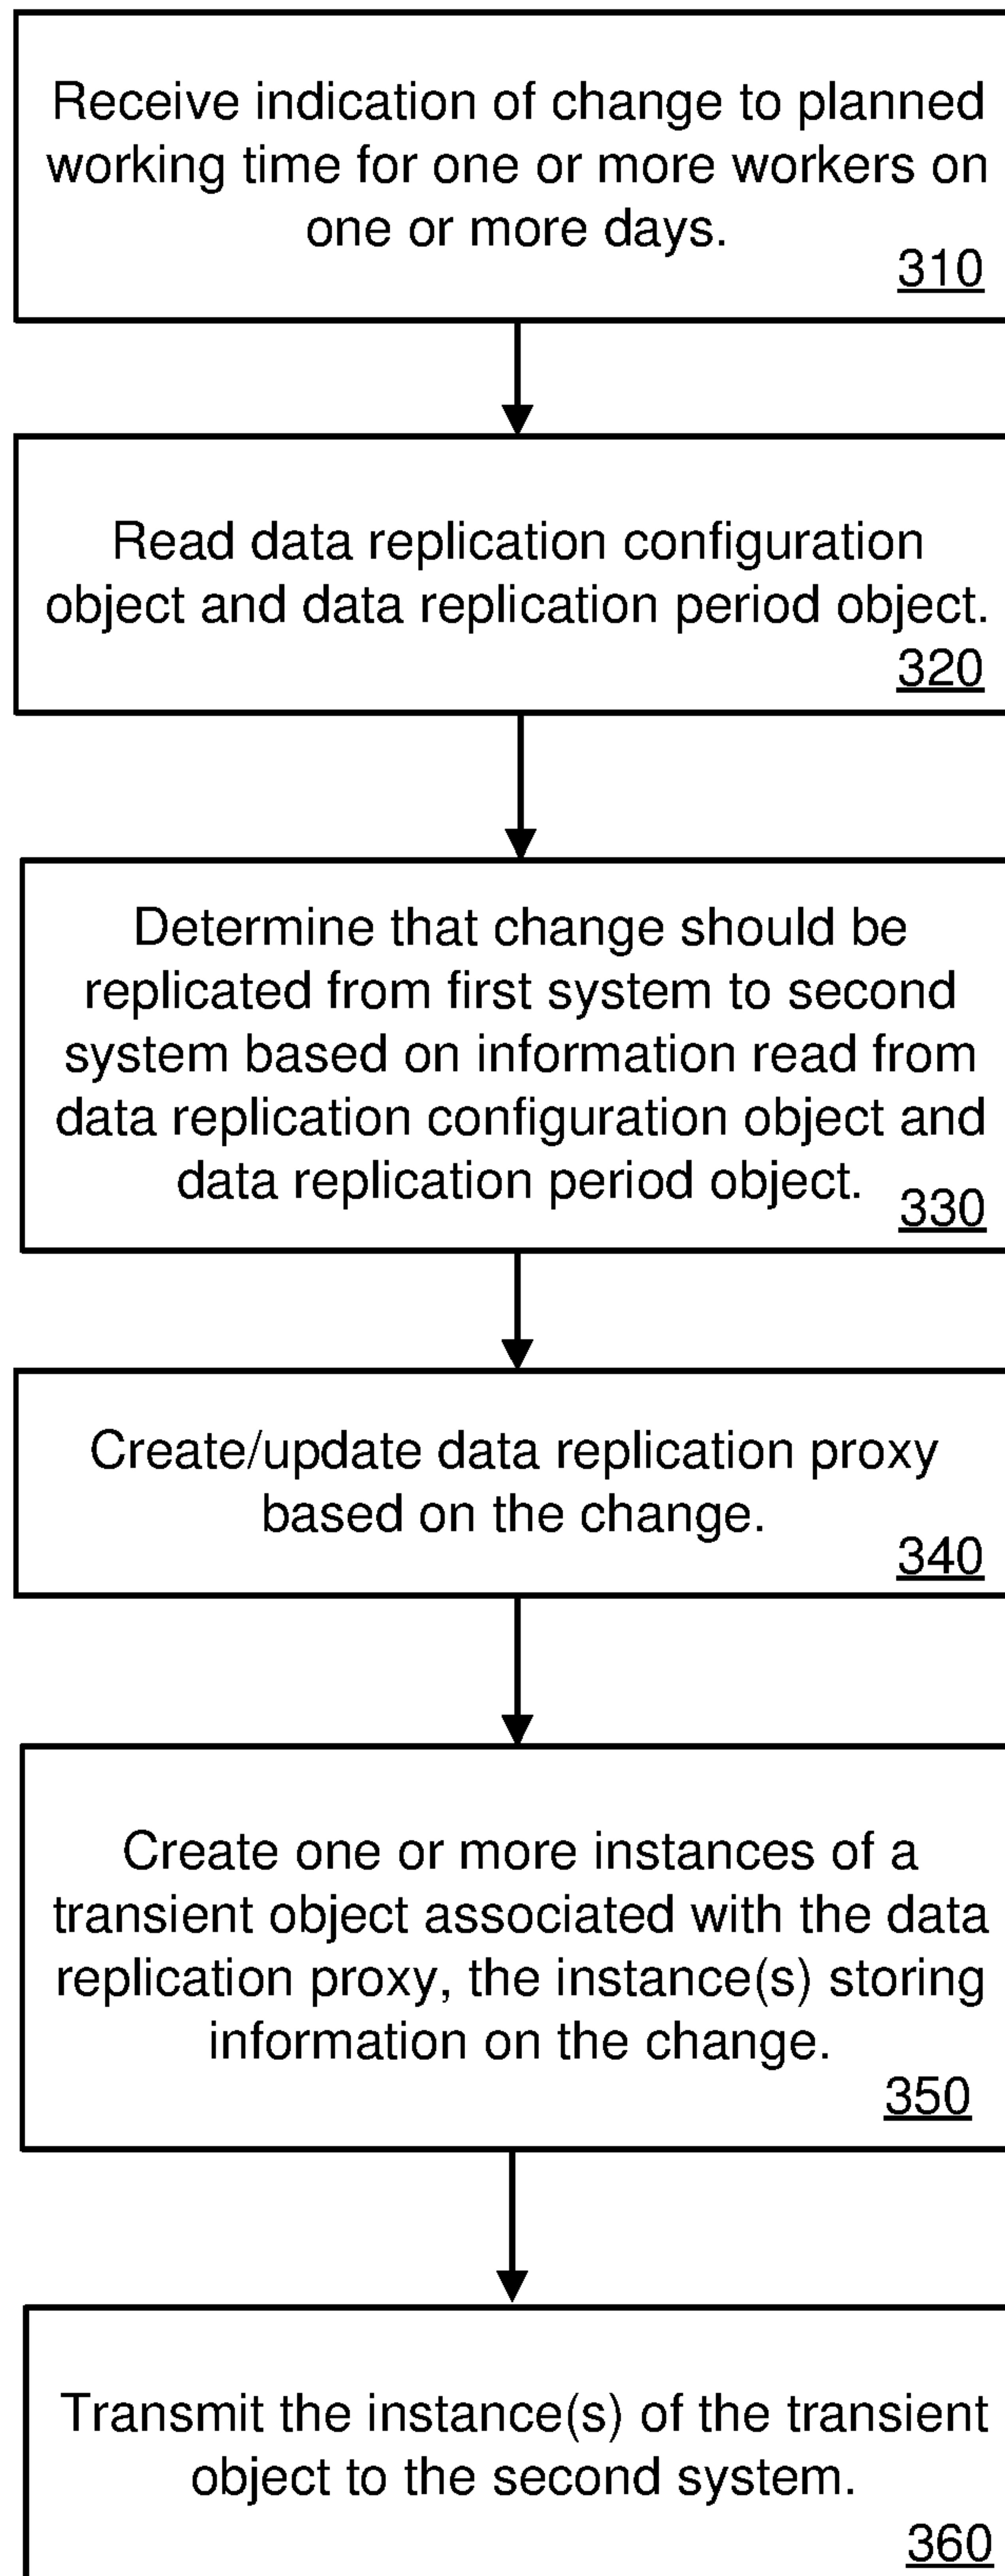 Receive indication of change to planned
working time for one or more workers on
one or more days.
310
Read data replication configuration
object and data replication period object.
320
Determine that change should be
replicated from first system to second
system based on information read from
data replication configuration object and
data replication period object.
330
Create/update data replication proxy
based on the change.
340
Create one or more instances of a
transient object associated with the data
replication proxy, the instance(s) storing
information on the change.
350
Transmit the instance(s) of the transient
object to the second system.
360